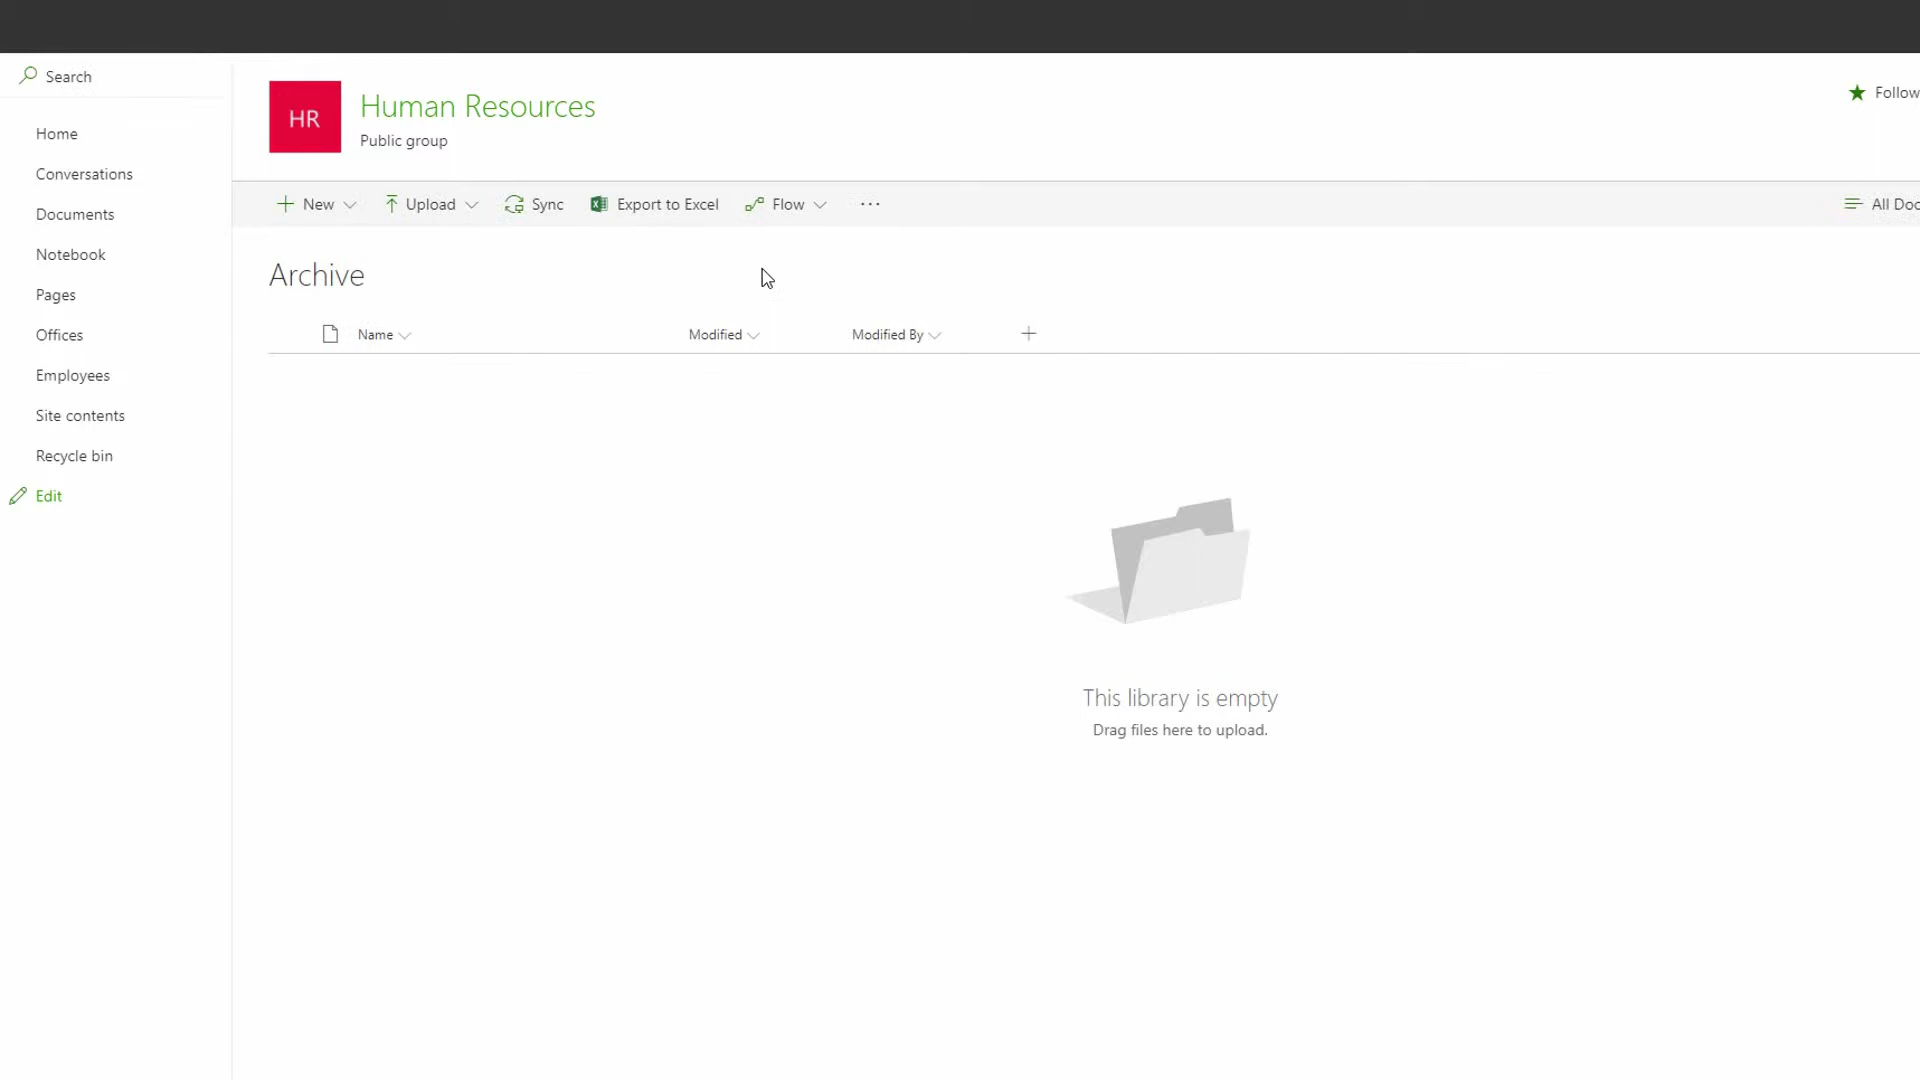 Search
Home
Conversations
Documents
Notebook
Pages
Offices
Employees
Site contents
Recycle bin
Edit
HR
Human Resources
Public group
Follow
New
Upload
Sync
Export to Excel
Flow
...
All Doc
Archive
Name
Modified
Modified By
This library is empty
Drag files here to upload.